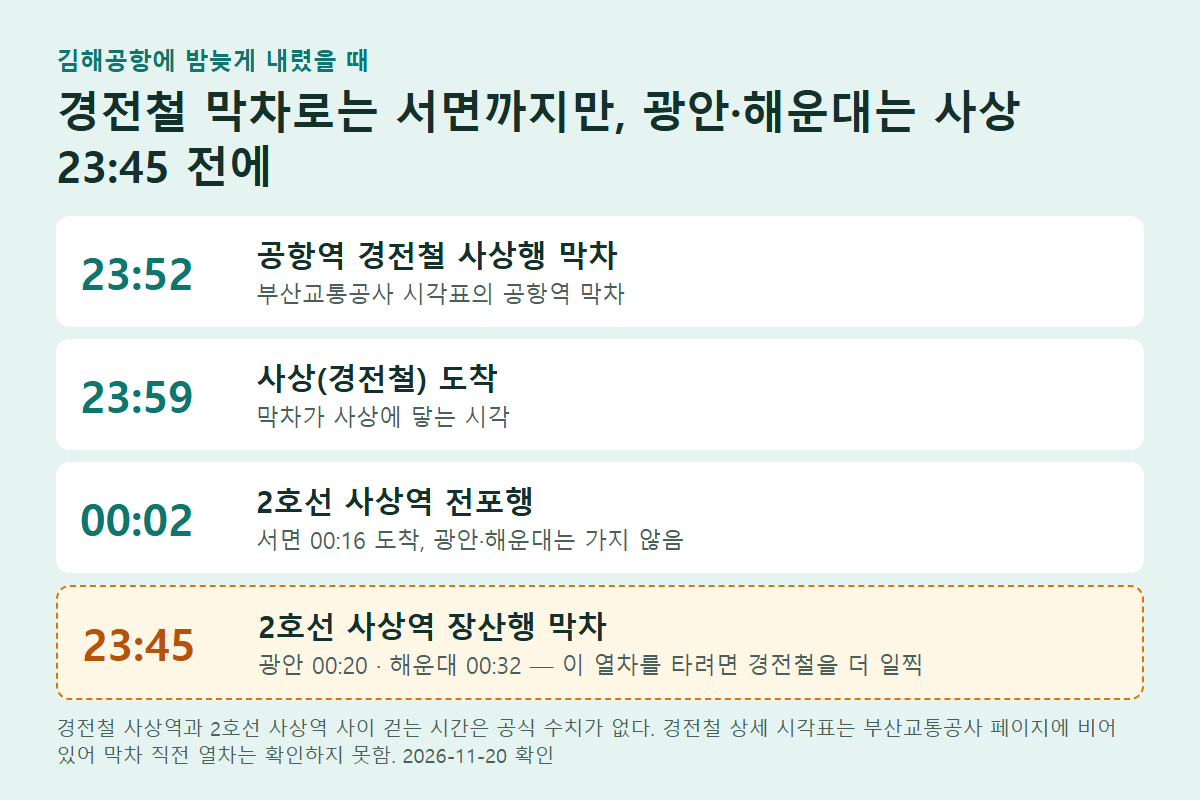 김해공항에 밤늦게 내렸을 때
경전철 막차로는 서면까지만, 광안·해운대는 사상
23:45 전에
23:52
공항역 경전철 사상행 막차
부산교통공사 시각표의 공항역 막차
23:59
사상(경전철) 도착
막차가 사상에 닿는 시각
00:02
2호선 사상역 전포행
서면 00:16 도착, 광안·해운대는 가지 않음
23:45
2호선 사상역 장산행 막차
광안 00:20 · 해운대 00:32 — 이 열차를 타려면 경전철을 더 일찍
경전철 사상역과 2호선 사상역 사이 걷는 시간은 공식 수치가 없다. 경전철 상세 시각표는 부산교통공사 페이지에 비어
있어 막차 직전 열차는 확인하지 못함. 2026-11-20 확인